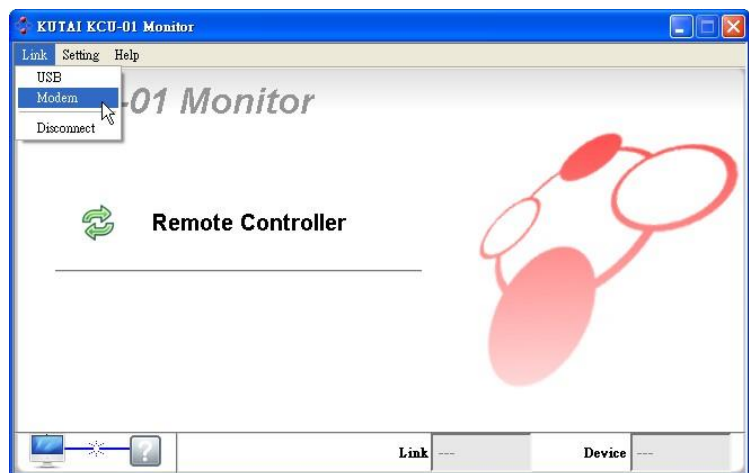 KUTAI KCU-01 Monitor
Link Setting Help
USB
Modem
Disconnect
-01 Monitor
Remote Controller
?
Link --- Device ---